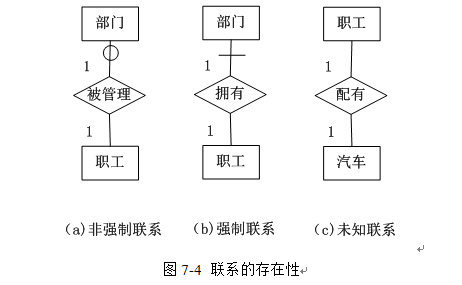 部门 部门 职工
1 1 1
被管理 拥有 配有
1 1 1
职工 职工 汽车
(a)非强制联系 (b)强制联系 (c)未知联系
图 7-4 联系的存在性